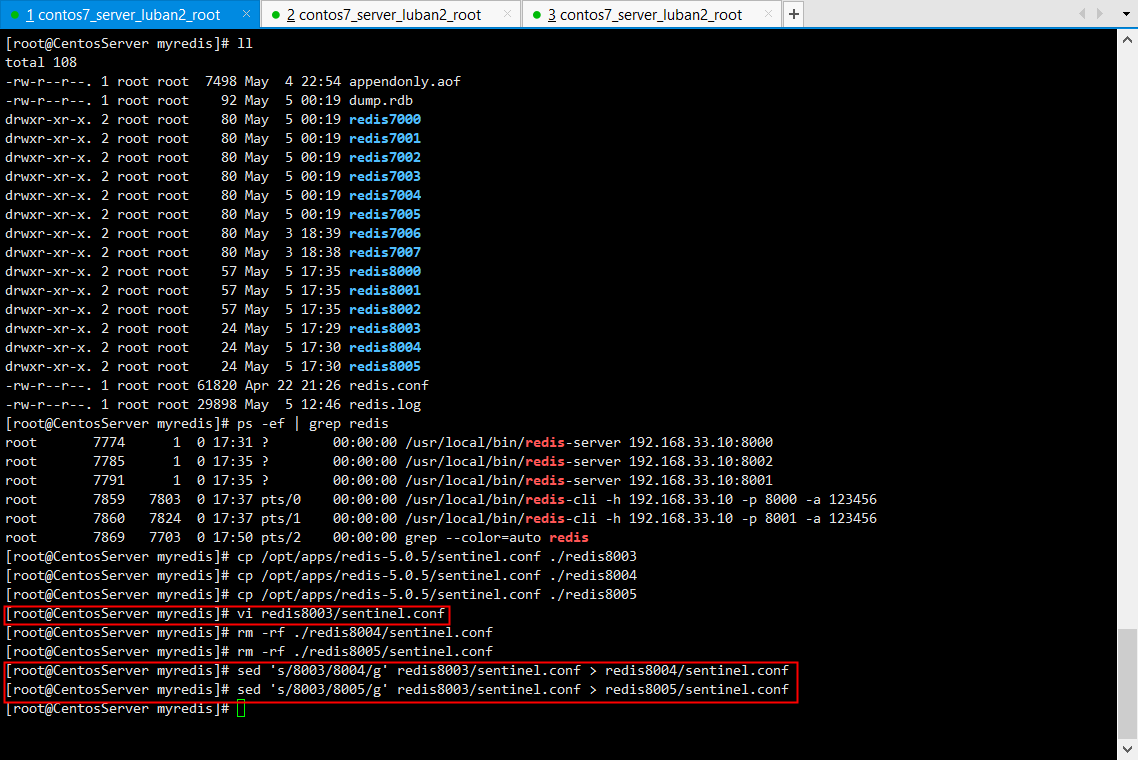 1 contos7_server_luban2_root × 2 contos7_server_luban2_root × 3 contos7_server_luban2_root × +
[root@CentosServer myredis]# ll
total 108
-rw-r--r--. 1 root root  7498 May  4 22:54 appendonly.aof
-rw-r--r--. 1 root root    92 May  5 00:19 dump.rdb
drwxr-xr-x. 2 root root    80 May  5 00:19 redis7000
drwxr-xr-x. 2 root root    80 May  5 00:19 redis7001
drwxr-xr-x. 2 root root    80 May  5 00:19 redis7002
drwxr-xr-x. 2 root root    80 May  5 00:19 redis7003
drwxr-xr-x. 2 root root    80 May  5 00:19 redis7004
drwxr-xr-x. 2 root root    80 May  5 00:19 redis7005
drwxr-xr-x. 2 root root    80 May  3 18:39 redis7006
drwxr-xr-x. 2 root root    80 May  3 18:38 redis7007
drwxr-xr-x. 2 root root    57 May  5 17:35 redis8000
drwxr-xr-x. 2 root root    57 May  5 17:35 redis8001
drwxr-xr-x. 2 root root    57 May  5 17:35 redis8002
drwxr-xr-x. 2 root root    24 May  5 17:29 redis8003
drwxr-xr-x. 2 root root    24 May  5 17:30 redis8004
drwxr-xr-x. 2 root root    24 May  5 17:30 redis8005
-rw-r--r--. 1 root root 61820 Apr 22 21:26 redis.conf
-rw-r--r--. 1 root root 29898 May  5 12:46 redis.log
[root@CentosServer myredis]# ps -ef | grep redis
root       7774      1  0 17:31 ?        00:00:00 /usr/local/bin/redis-server 192.168.33.10:8000
root       7785      1  0 17:35 ?        00:00:00 /usr/local/bin/redis-server 192.168.33.10:8002
root       7791      1  0 17:35 ?        00:00:00 /usr/local/bin/redis-server 192.168.33.10:8001
root       7859   7803  0 17:37 pts/0    00:00:00 /usr/local/bin/redis-cli -h 192.168.33.10 -p 8000 -a 123456
root       7860   7824  0 17:37 pts/1    00:00:00 /usr/local/bin/redis-cli -h 192.168.33.10 -p 8001 -a 123456
root       7869   7703  0 17:50 pts/2    00:00:00 grep --color=auto redis
[root@CentosServer myredis]# cp /opt/apps/redis-5.0.5/sentinel.conf ./redis8003
[root@CentosServer myredis]# cp /opt/apps/redis-5.0.5/sentinel.conf ./redis8004
[root@CentosServer myredis]# cp /opt/apps/redis-5.0.5/sentinel.conf ./redis8005
[root@CentosServer myredis]# vi redis8003/sentinel.conf
[root@CentosServer myredis]# rm -rf ./redis8004/sentinel.conf
[root@CentosServer myredis]# rm -rf ./redis8005/sentinel.conf
[root@CentosServer myredis]# sed 's/8003/8004/g' redis8003/sentinel.conf > redis8004/sentinel.conf
[root@CentosServer myredis]# sed 's/8003/8005/g' redis8003/sentinel.conf > redis8005/sentinel.conf
[root@CentosServer myredis]#